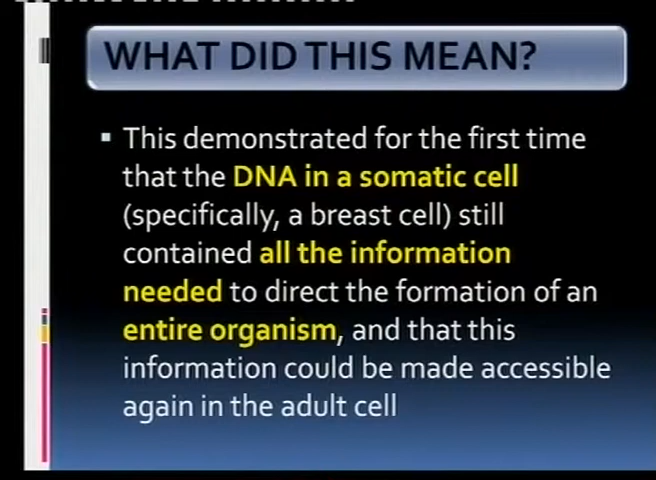 WHAT DID THIS MEAN?
This demonstrated for the first time
that the DNA in a somatic cell
(specifically, a breast cell) still
contained all the information
needed to direct the formation of an
entire organism, and that this
information could be made accessible
again in the adult cell